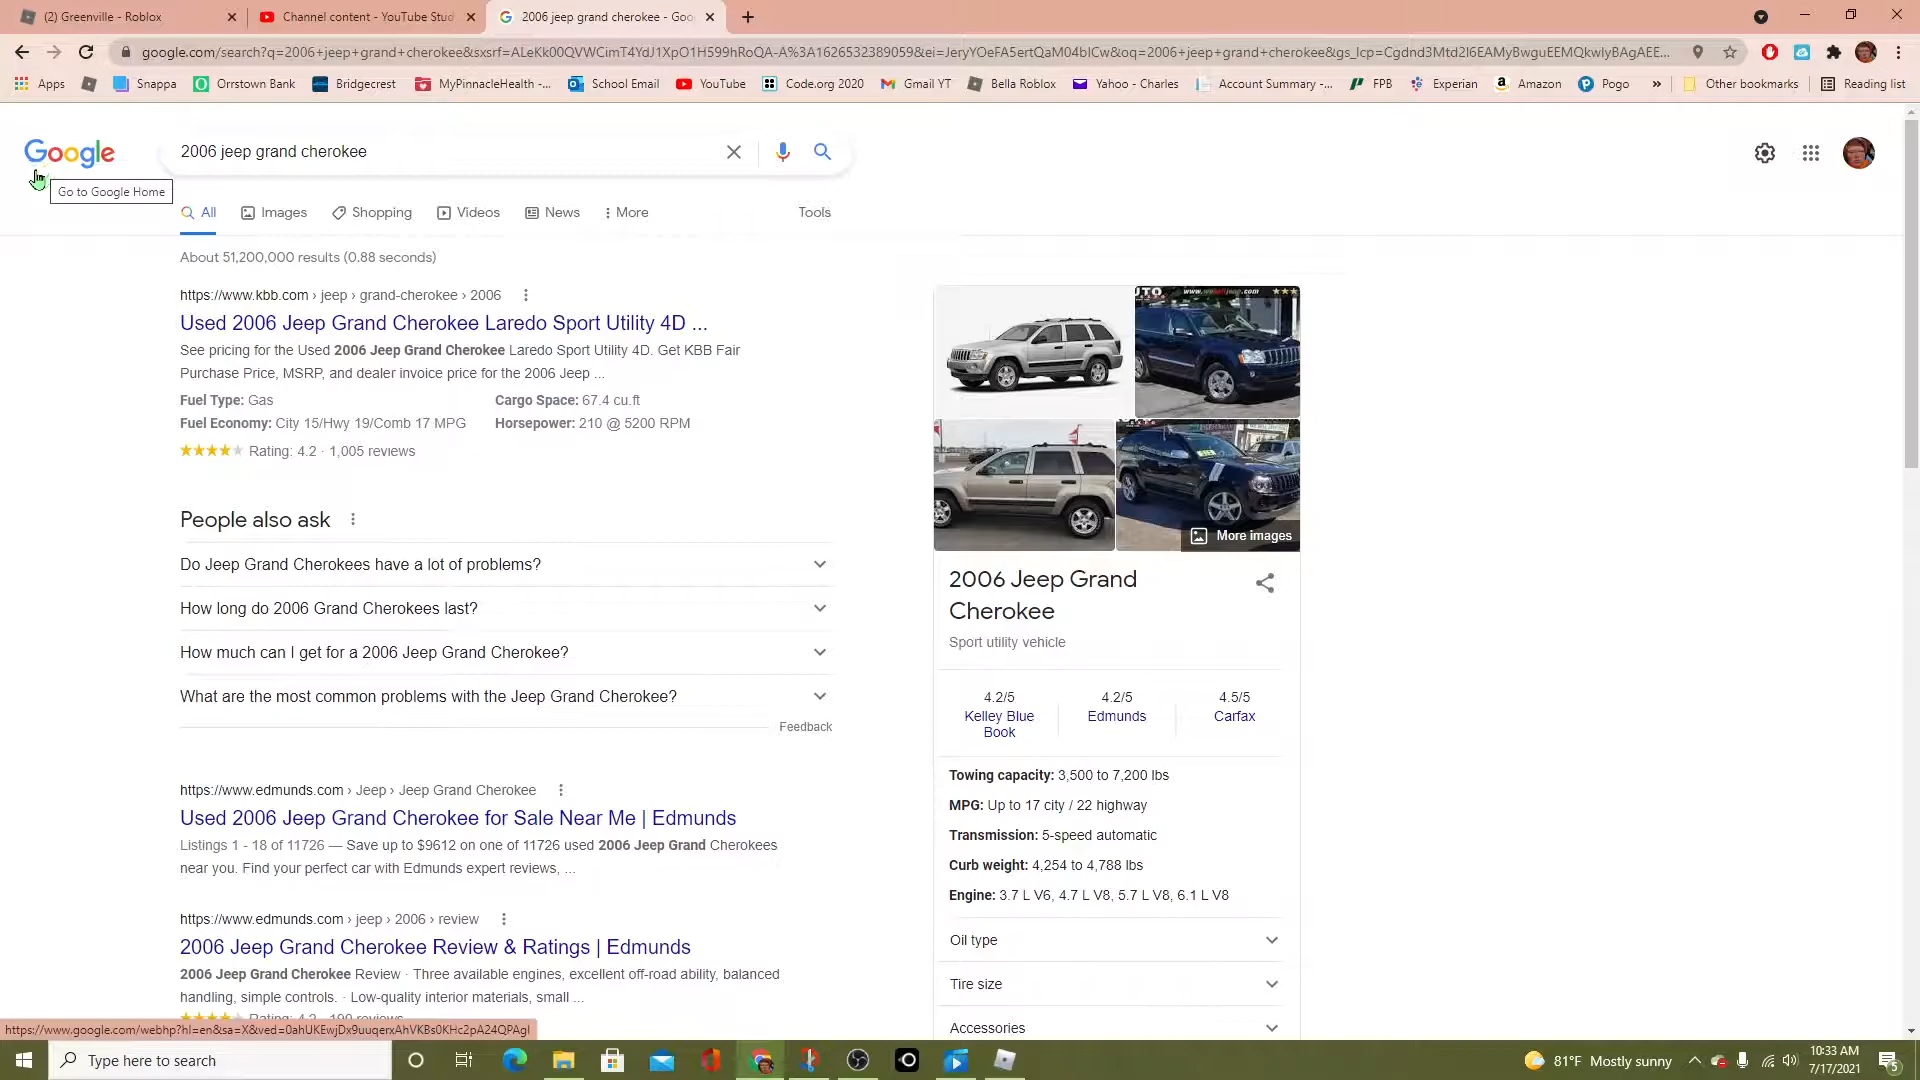 (2) Greenville - Roblox
Channel content - YouTube Stud
2006 jeep grand cherokee - Goo
google.com/search?q=2006+jeep+grand+cherokee&sxsrf=ALeKk00QVWCimT4YdJ1XpO1H599hRoQA-A%3A1626532389059&ei=JeryYOeFA5ertQaM04bICw&oq=2006+jeep+grand+cherokee&gs_lcp=Cgdnd3Mtd2l6EAMyBwguEEMQkwIyBAgAEE...
Apps
Snappa
Orrstown Bank
Bridgecrest
MyPinnacleHealth -...
School Email
YouTube
Code.org 2020
Gmail YT
Bella Roblox
Yahoo - Charles
Account Summary -...
FPB
Experian
Amazon
Pogo
»
Other bookmarks
Reading list
Google
2006 jeep grand cherokee
Go to Google Home
All
Images
Shopping
Videos
News
More
Tools
About 51,200,000 results (0.88 seconds)
https://www.kbb.com › jeep › grand-cherokee › 2006
Used 2006 Jeep Grand Cherokee Laredo Sport Utility 4D ...
See pricing for the Used 2006 Jeep Grand Cherokee Laredo Sport Utility 4D. Get KBB Fair
Purchase Price, MSRP, and dealer invoice price for the 2006 Jeep ...
Fuel Type: Gas
Cargo Space: 67.4 cu.ft
Fuel Economy: City 15/Hwy 19/Comb 17 MPG
Horsepower: 210 @ 5200 RPM
Rating: 4.2 · 1,005 reviews
People also ask
Do Jeep Grand Cherokees have a lot of problems?
How long do 2006 Grand Cherokees last?
How much can I get for a 2006 Jeep Grand Cherokee?
What are the most common problems with the Jeep Grand Cherokee?
Feedback
https://www.edmunds.com › Jeep › Jeep Grand Cherokee
Used 2006 Jeep Grand Cherokee for Sale Near Me | Edmunds
Listings 1 - 18 of 11726 — Save up to $9612 on one of 11726 used 2006 Jeep Grand Cherokees
near you. Find your perfect car with Edmunds expert reviews, ...
https://www.edmunds.com › jeep › 2006 › review
2006 Jeep Grand Cherokee Review & Ratings | Edmunds
2006 Jeep Grand Cherokee Review · Three available engines, excellent off-road ability, balanced
handling, simple controls. · Low-quality interior materials, small ...
Rating: 4.2 · 199 reviews
More images
2006 Jeep Grand
Cherokee
Sport utility vehicle
4.2/5
Kelley Blue
Book
4.2/5
Edmunds
4.5/5
Carfax
Towing capacity: 3,500 to 7,200 lbs
MPG: Up to 17 city / 22 highway
Transmission: 5-speed automatic
Curb weight: 4,254 to 4,788 lbs
Engine: 3.7 L V6, 4.7 L V8, 5.7 L V8, 6.1 L V8
Oil type
Tire size
Accessories
https://www.google.com/webhp?hl=en&sa=X&ved=0ahUKEwjDx9uuqerxAhVKBs0KHc2pA24QPAgI
Type here to search
81°F Mostly sunny
10:33 AM
7/17/2021
5